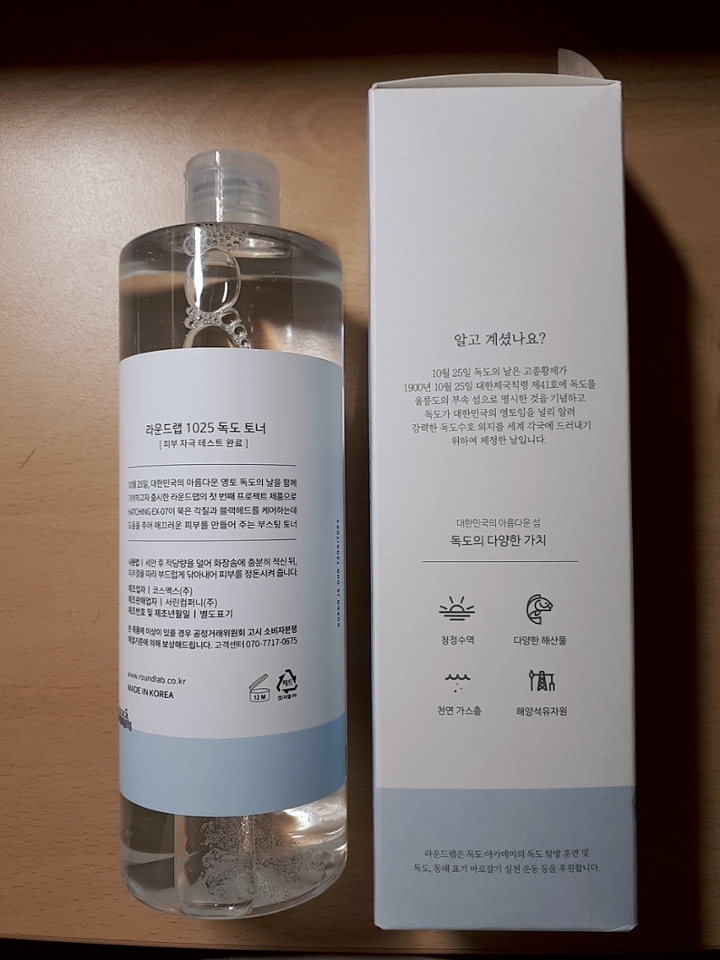 라운드랩 1025 독도 토너
[ 피부 자극 테스트 완료 ]
10월 25일, 대한민국의 아름다운 영토 독도의 날을 함께
기억하고자 출시한 라운드랩의 첫 번째 프로젝트 제품으로
HATCHING EX-07이 묵은 각질과 블랙헤드를 케어하는데
도움을 주어 매끄러운 피부를 만들어 주는 부스팅 토너
사용법 | 세안 후 적당량을 덜어 화장솜에 충분히 적신 뒤,
피부결을 따라 부드럽게 닦아내어 피부를 정돈시켜 줍니다.
제조업자 | 코스맥스(주)
제조판매업자 | 서린컴퍼니(주)
제조번호 및 제조년월일 | 별도표기
본 제품에 이상이 있을 경우 공정거래위원회 고시 소비자분쟁
해결기준에 의해 보상해드립니다. 고객센터 070-7717-0675
www.roundlab.co.kr
MADE IN KOREA
12 M
페트
DOKDO IS OUR TERRITORY
알고 계셨나요?
10월 25일 독도의 날은 고종황제가
1900년 10월 25일 대한제국칙령 제41호에 독도를
울릉도의 부속 섬으로 명시한 것을 기념하고
독도가 대한민국의 영토임을 널리 알려
강력한 독도수호 의지를 세계 각국에 드러내기
위하여 제정한 날입니다.
대한민국의 아름다운 섬
독도의 다양한 가치
청정수역
다양한 해산물
천연 가스층
해양석유자원
라운드랩은 독도 아카데미의 독도 탐방 훈련 및
독도, 동해 표기 바로잡기 실천 운동 등을 후원합니다.